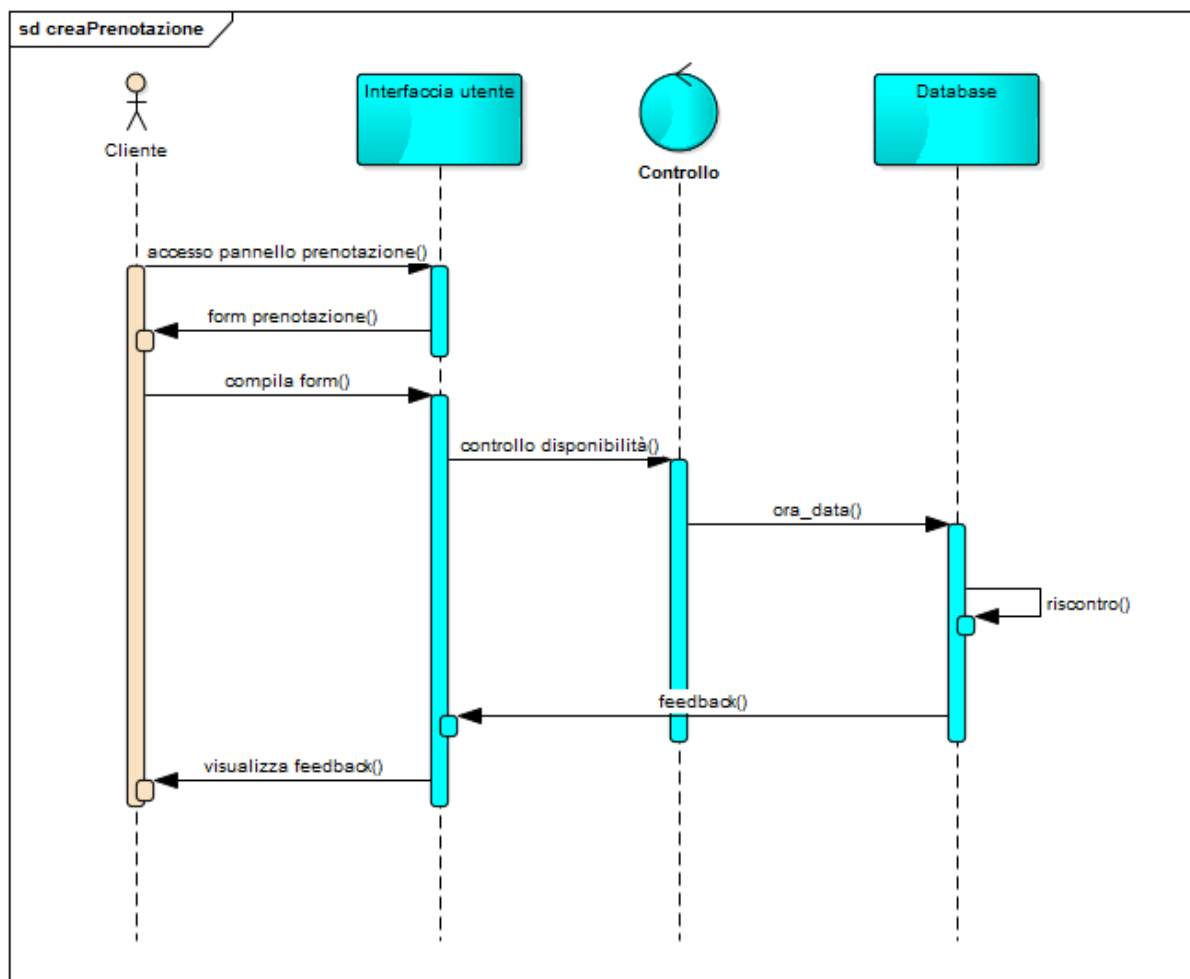 sd creaPrenotazione
Interfaccia utente
Database
Cliente
Controllo
accesso pannello prenotazione()
form prenotazione()
compila form()
controllo disponibilità()
ora_data()
riscontro()
feedback()
visualizza feedback()